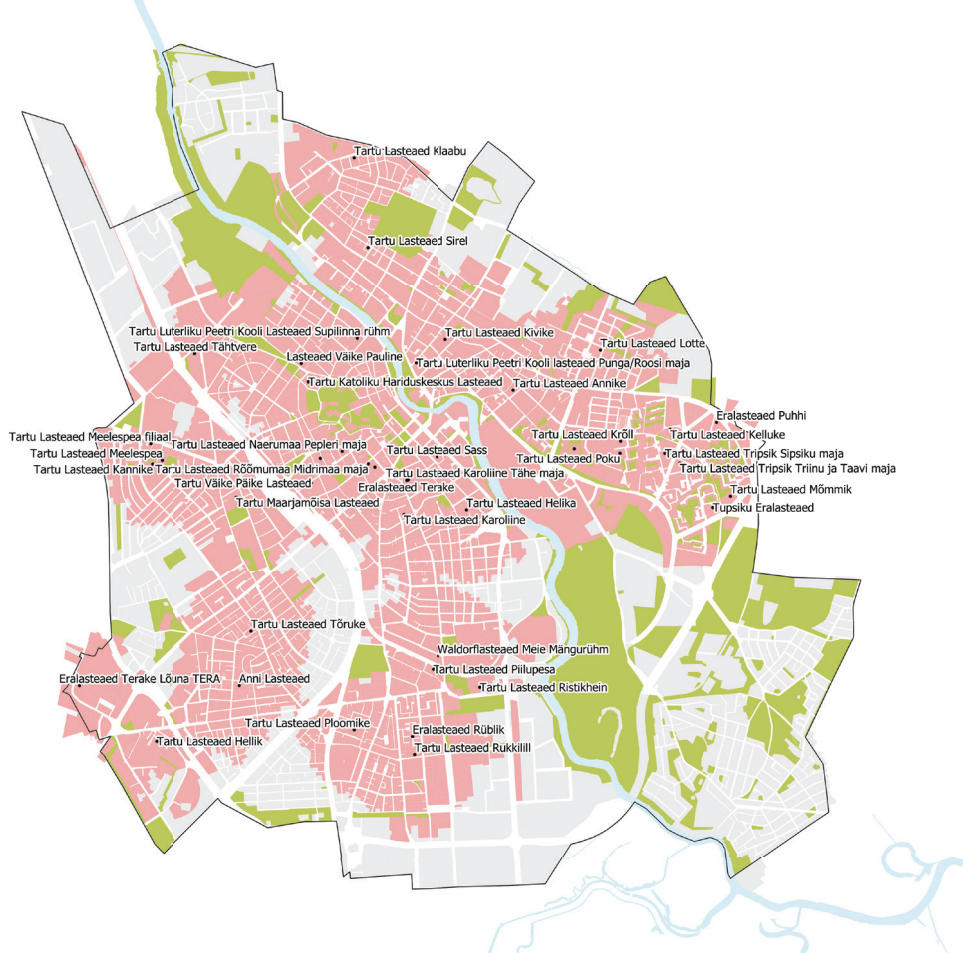 Tartu Lasteaed Klaabu
Tartu Lasteaed Sirel
Tartu Luterliku Peetri Kooli Lasteaed Supilinna rühm
Tartu Lasteaed Kivike
Tartu Lasteaed Tähtvere
Tartu Lasteaed Lotte
Lasteaed Väike Pauline
Tartu Luterliku Peetri Kooli lasteaed Punga/Roosi maja
Tartu Katoliku Hariduskeskus Lasteaed
Tartu Lasteaed Annike
Eralasteaed Puhhi
Tartu Lasteaed Meelespea filiaal
Tartu Lasteaed Naerumaa Pepleri maja
Tartu Lasteaed Krõll
Tartu Lasteaed Kelluke
Tartu Lasteaed Meelespea
Tartu Lasteaed Sass
Tartu Lasteaed Poku
Tartu Lasteaed Tripsik Sipsiku maja
Tartu Lasteaed Kannike
Tartu Lasteaed Rõõmumaa Midrimaa maja
Tartu Lasteaed Karoliine Tähe maja
Tartu Lasteaed Tripsik Triinu ja Taavi maja
Tartu Väike Päike Lasteaed
Eralasteaed Terake
Tartu Lasteaed Mõmmik
Tartu Maarjamõisa Lasteaed
Tartu Lasteaed Helika
Tupsiku Eralasteaed
Tartu Lasteaed Karoliine
Tartu Lasteaed Tõruke
Waldorflasteaed Meie Mängurühm
Tartu Lasteaed Piilupesa
Eralasteaed Terake Lõuna TERA
Anni Lasteaed
Tartu Lasteaed Ristikhein
Tartu Lasteaed Ploomike
Eralasteaed Rüblik
Tartu Lasteaed Hellik
Tartu Lasteaed Rukkilill